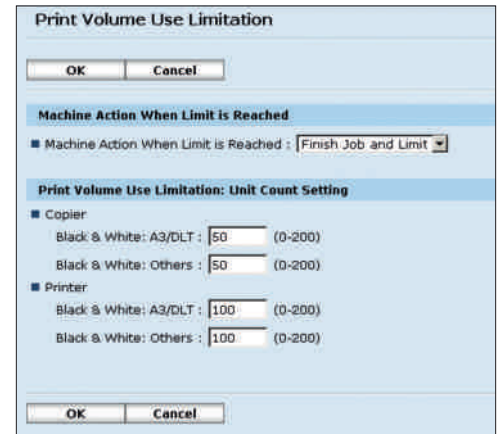 Print Volume Use Limitation
OK Cancel
Machine Action When Limit is Reached
Machine Action When Limit is Reached : Finish Job and Limit
Print Volume Use Limitation: Unit Count Setting
Copier
Black & White: A3/DLT : 50 (0-200)
Black & White: Others : 50 (0-200)
Printer
Black & White: A3/DLT : 100 (0-200)
Black & White: Others : 100 (0-200)
OK Cancel